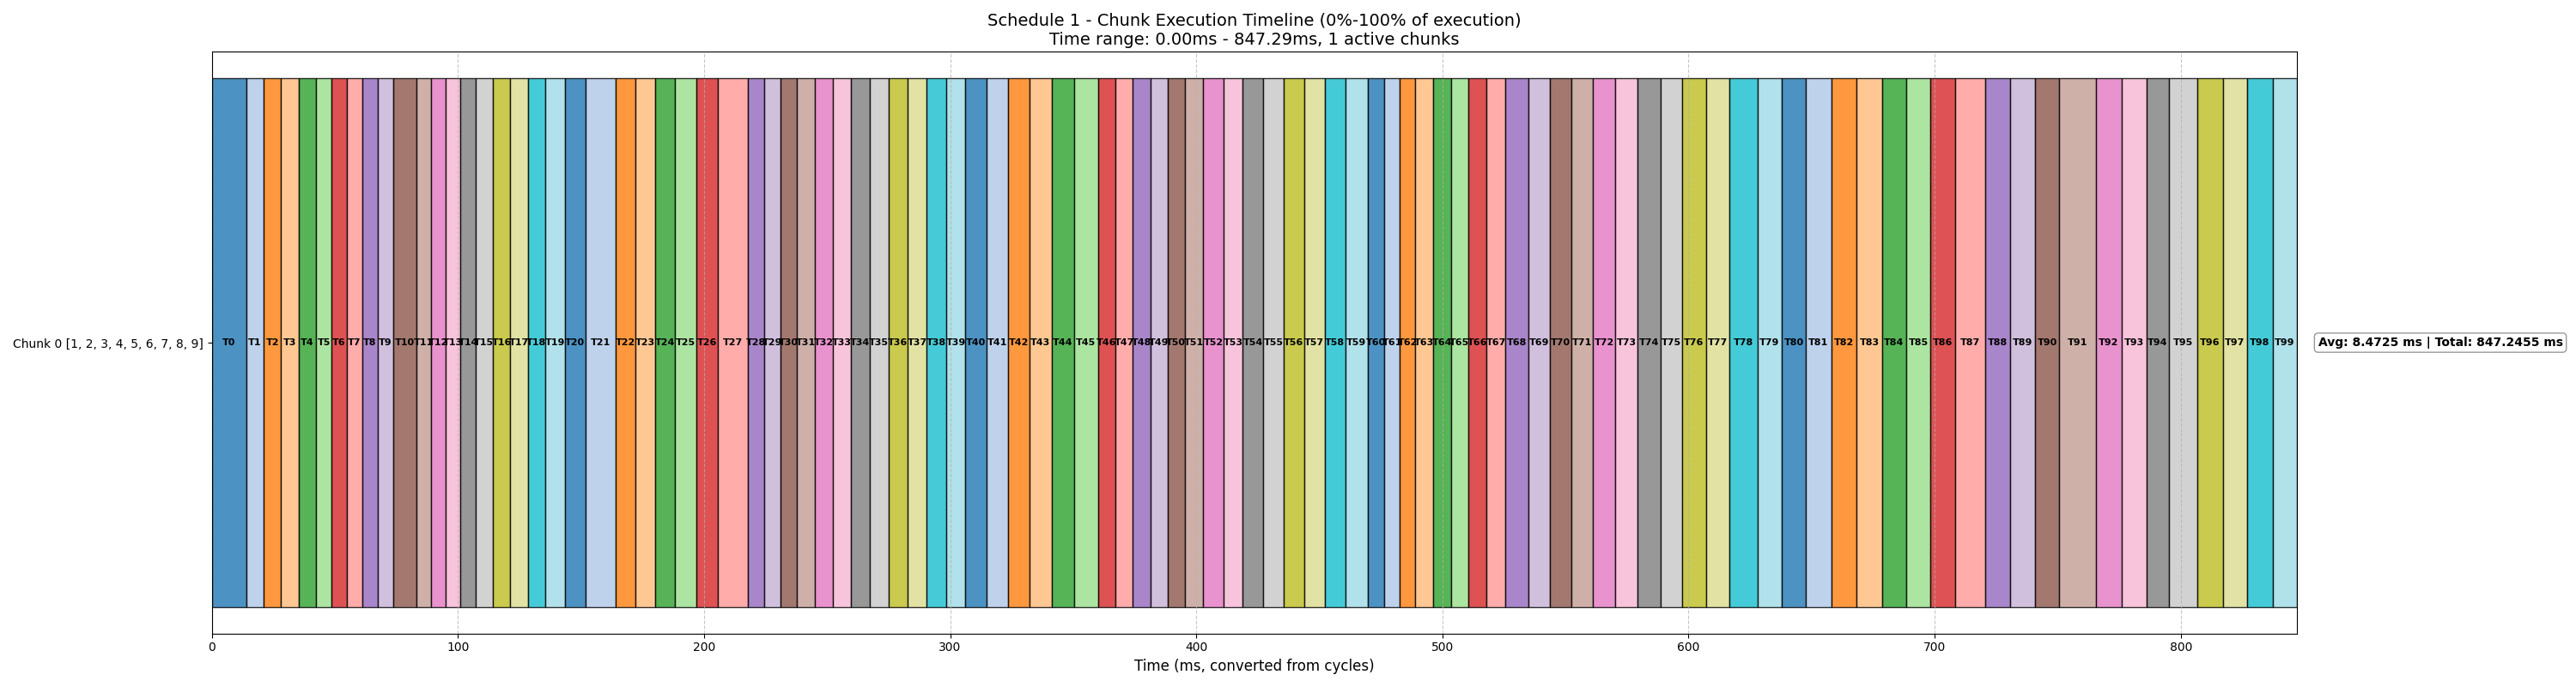 Schedule 1 - Chunk Execution Timeline (0%-100% of execution)
Time range: 0.00ms - 847.29ms, 1 active chunks
Chunk 0 [1, 2, 3, 4, 5, 6, 7, 8, 9]
T0 T1 T2 T3 T4 T5 T6 T7 T8 T9 T10 T11 T12 T13 T14 T15 T16 T17 T18 T19 T20 T21 T22 T23 T24 T25 T26 T27 T28 T29 T30 T31 T32 T33 T34 T35 T36 T37 T38 T39 T40 T41 T42 T43 T44 T45 T46 T47 T48 T49 T50 T51 T52 T53 T54 T55 T56 T57 T58 T59 T60 T61 T62 T63 T64 T65 T66 T67 T68 T69 T70 T71 T72 T73 T74 T75 T76 T77 T78 T79 T80 T81 T82 T83 T84 T85 T86 T87 T88 T89 T90 T91 T92 T93 T94 T95 T96 T97 T98 T99
Avg: 8.4725 ms | Total: 847.2455 ms
0 100 200 300 400 500 600 700 800
Time (ms, converted from cycles)